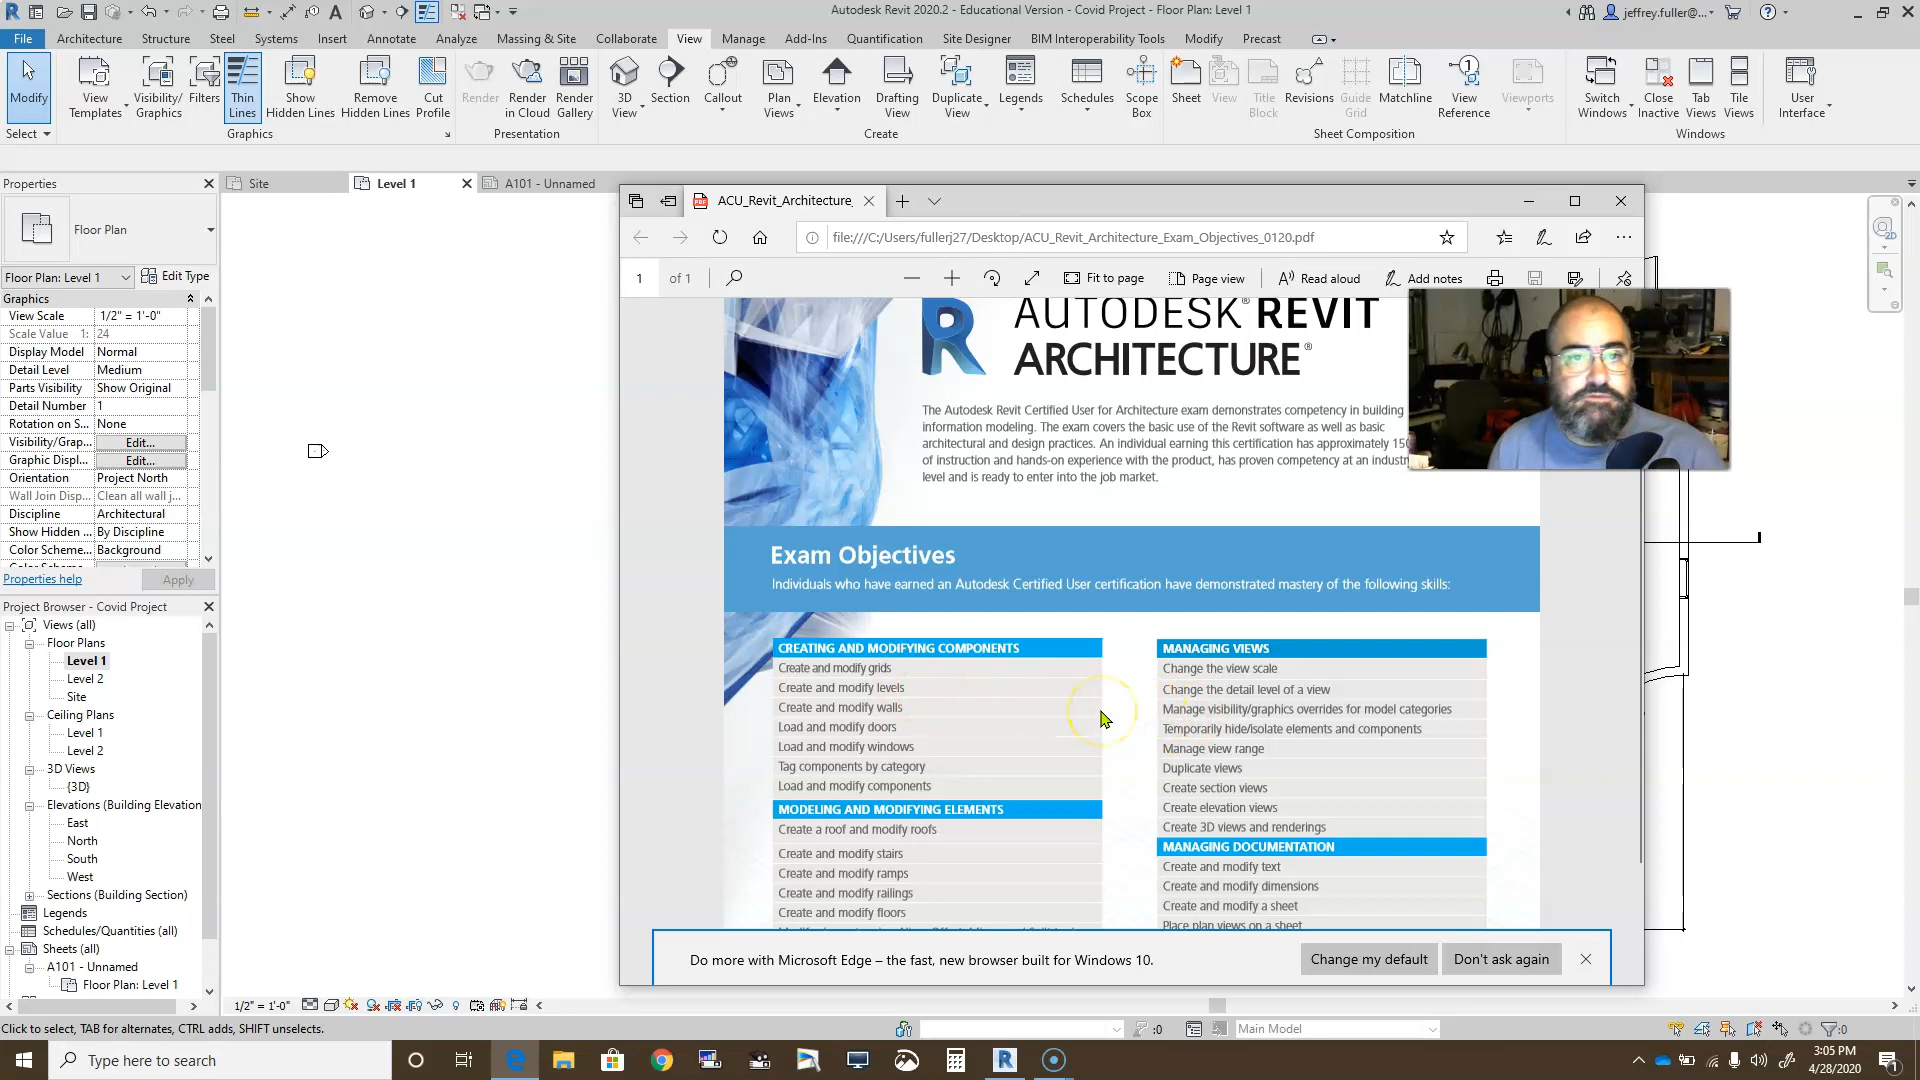 Autodesk Revit 2020.2 - Educational Version - Covid Project - Floor Plan: Level 1
jeffrey.fuller@...
File Architecture Structure Steel Systems Insert Annotate Analyze Massing & Site Collaborate View Manage Add-Ins Quantification Site Designer BIM Interoperability Tools Modify Precast
Modify
View Templates
Visibility/ Graphics
Filters
Thin Lines
Show Hidden Lines
Remove Hidden Lines
Cut Profile
Render
Render in Cloud
Render Gallery
3D View
Section
Callout
Plan Views
Elevation
Drafting View
Duplicate View
Legends
Schedules
Scope Box
Sheet
View
Title Block
Revisions
Guide Grid
Matchline
View Reference
Viewports
Switch Windows
Close Inactive
Tab Views
Tile Views
User Interface
Select Graphics Presentation Create Sheet Composition Windows
Properties
Site
Level 1
A101 - Unnamed
Floor Plan
Floor Plan: Level 1 Edit Type
Graphics
View Scale 1/2" = 1'-0"
Scale Value 1: 24
Display Model Normal
Detail Level Medium
Parts Visibility Show Original
Detail Number 1
Rotation on S... None
Visibility/Grap... Edit...
Graphic Displ... Edit...
Orientation Project North
Wall Join Disp... Clean all wall j...
Discipline Architectural
Show Hidden ... By Discipline
Color Scheme... Background
Properties help Apply
Project Browser - Covid Project
Views (all)
Floor Plans
Level 1
Level 2
Site
Ceiling Plans
Level 1
Level 2
3D Views
{3D}
Elevations (Building Elevation
East
North
South
West
Sections (Building Section)
Legends
Schedules/Quantities (all)
Sheets (all)
A101 - Unnamed
Floor Plan: Level 1
ACU_Revit_Architecture_
file:///C:/Users/fullerj27/Desktop/ACU_Revit_Architecture_Exam_Objectives_0120.pdf
1 of 1 Fit to page Page view Read aloud Add notes
AUTODESK® REVIT
ARCHITECTURE®
The Autodesk Revit Certified User for Architecture exam demonstrates competency in building
information modeling. The exam covers the basic use of the Revit software as well as basic
architectural and design practices. An individual earning this certification has approximately 150
of instruction and hands-on experience with the product, has proven competency at an industr
level and is ready to enter into the job market.
Exam Objectives
Individuals who have earned an Autodesk Certified User certification have demonstrated mastery of the following skills:
CREATING AND MODIFYING COMPONENTS
Create and modify grids
Create and modify levels
Create and modify walls
Load and modify doors
Load and modify windows
Tag components by category
Load and modify components
MODELING AND MODIFYING ELEMENTS
Create a roof and modify roofs
Create and modify stairs
Create and modify ramps
Create and modify railings
Create and modify floors
MANAGING VIEWS
Change the view scale
Change the detail level of a view
Manage visibility/graphics overrides for model categories
Temporarily hide/isolate elements and components
Manage view range
Duplicate views
Create section views
Create elevation views
Create 3D views and renderings
MANAGING DOCUMENTATION
Create and modify text
Create and modify dimensions
Create and modify a sheet
Place plan views on a sheet
Do more with Microsoft Edge – the fast, new browser built for Windows 10. Change my default Don't ask again
1/2" = 1'-0"
Click to select, TAB for alternates, CTRL adds, SHIFT unselects.
:0
Main Model
:0
Type here to search
3:05 PM
4/28/2020